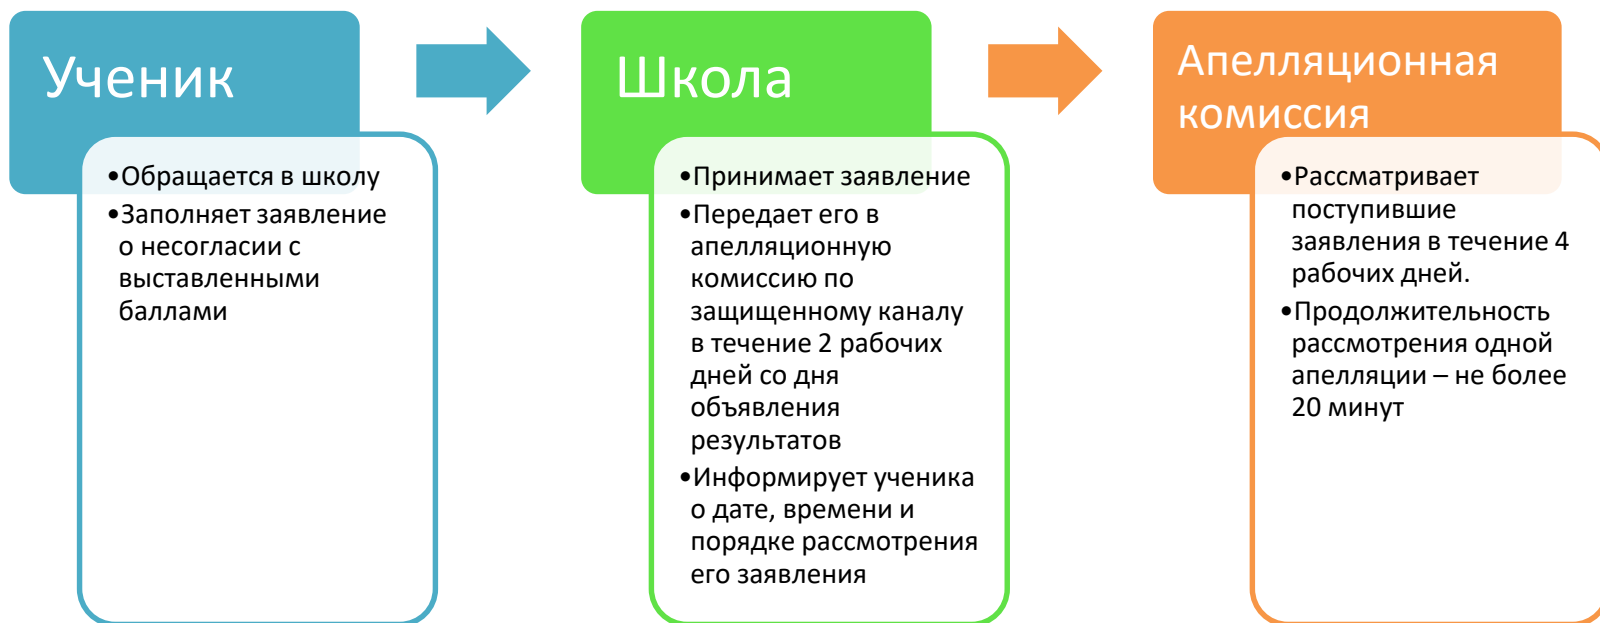 Ученик
•Обращается в школу
•Заполняет заявление
о несогласии с
выставленными
баллами
Школа
•Принимает заявление
•Передает его в
апелляционную
комиссию по
защищенному каналу
в течение 2 рабочих
дней со дня
объявления
результатов
•Информирует ученика
о дате, времени и
порядке рассмотрения
его заявления
Апелляционная
комиссия
•Рассматривает
поступившие
заявления в течение 4
рабочих дней.
•Продолжительность
рассмотрения одной
апелляции – не более
20 минут